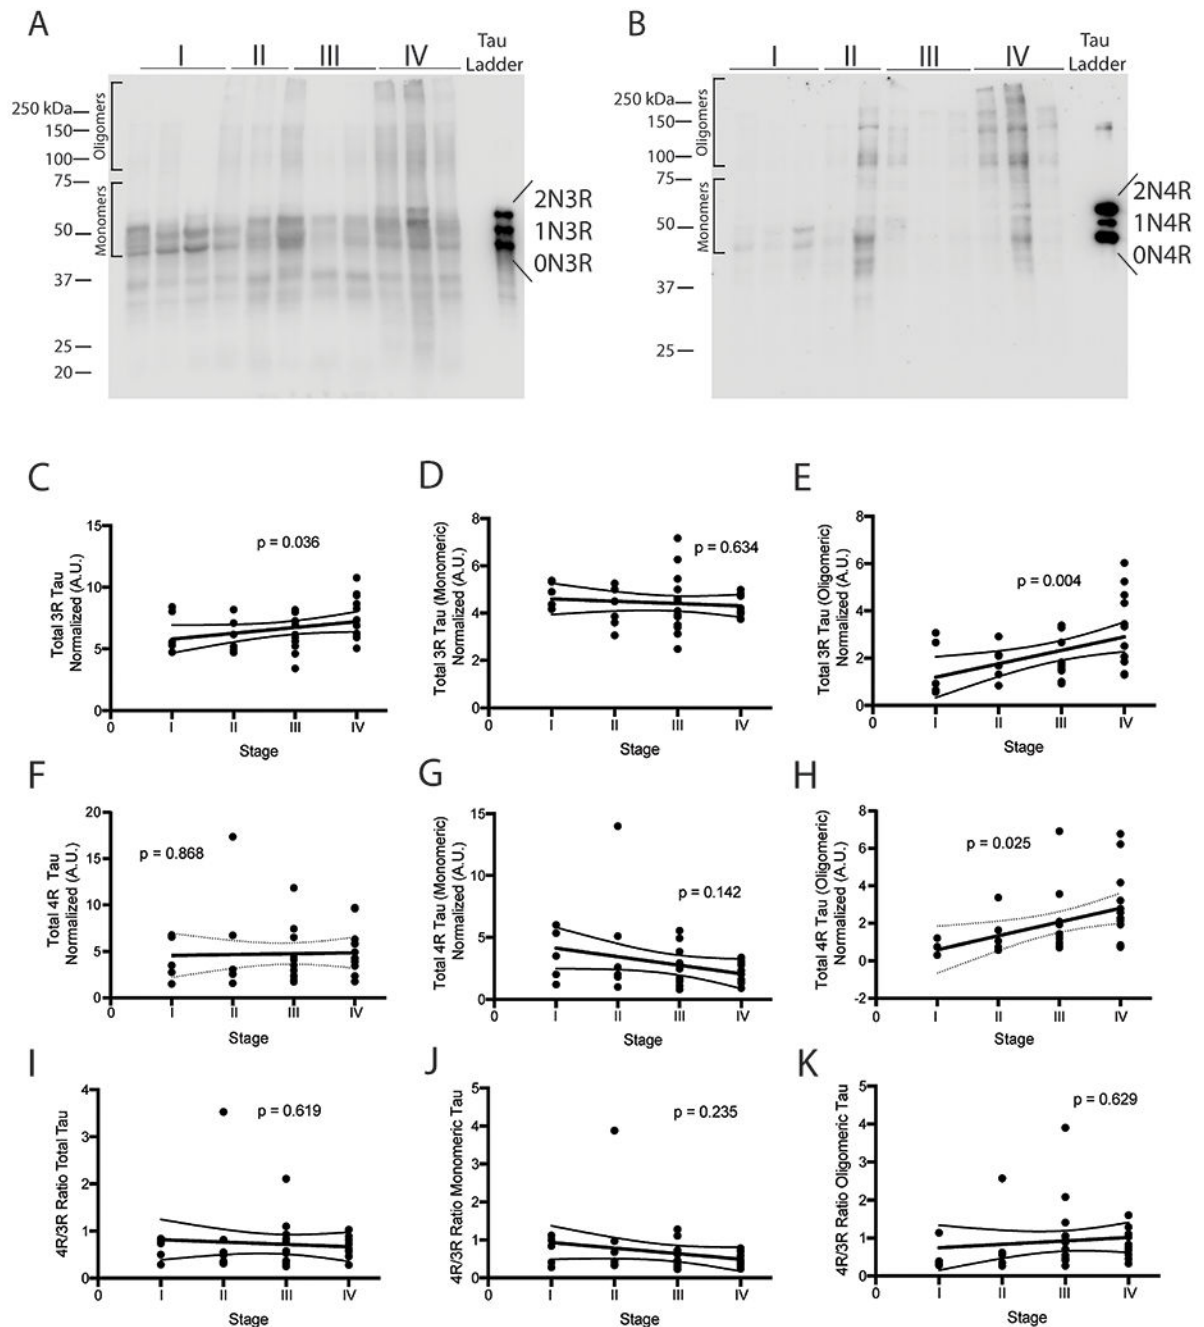 A
I II III IV
Tau
Ladder
250 kDa
150
100
75
50
37
25
20
Oligomers
Monomers
2N3R
1N3R
0N3R
B
I II III IV
Tau
Ladder
250 kDa
150
100
75
50
37
25
Oligomers
Monomers
2N4R
1N4R
0N4R
C
Total 3R Tau
Normalized (A.U.)
15
10
5
0
p = 0.036
0 I II III IV
Stage
D
Total 3R Tau (Monomeric)
Normalized (A.U.)
8
6
4
2
0
p = 0.634
0 I II III IV
Stage
E
Total 3R Tau (Oligomeric)
Normalized (A.U.)
8
6
4
2
0
p = 0.004
0 I II III IV
Stage
F
Total 4R Tau
Normalized (A.U.)
20
15
10
5
0
p = 0.868
0 I II III IV
Stage
G
Total 4R Tau (Monomeric)
Normalized (A.U.)
15
10
5
0
p = 0.142
0 I II III IV
Stage
H
Total 4R Tau (Oligomeric)
Normalized (A.U.)
8
6
4
2
0
-2
p = 0.025
0 I II III IV
Stage
I
4R/3R Ratio Total Tau
4
3
2
1
0
p = 0.619
0 I II III IV
Stage
J
4R/3R Ratio Monomeric Tau
5
4
3
2
1
0
p = 0.235
0 I II III IV
Stage
K
4R/3R Ratio Oligomeric Tau
5
4
3
2
1
0
p = 0.629
0 I II III IV
Stage